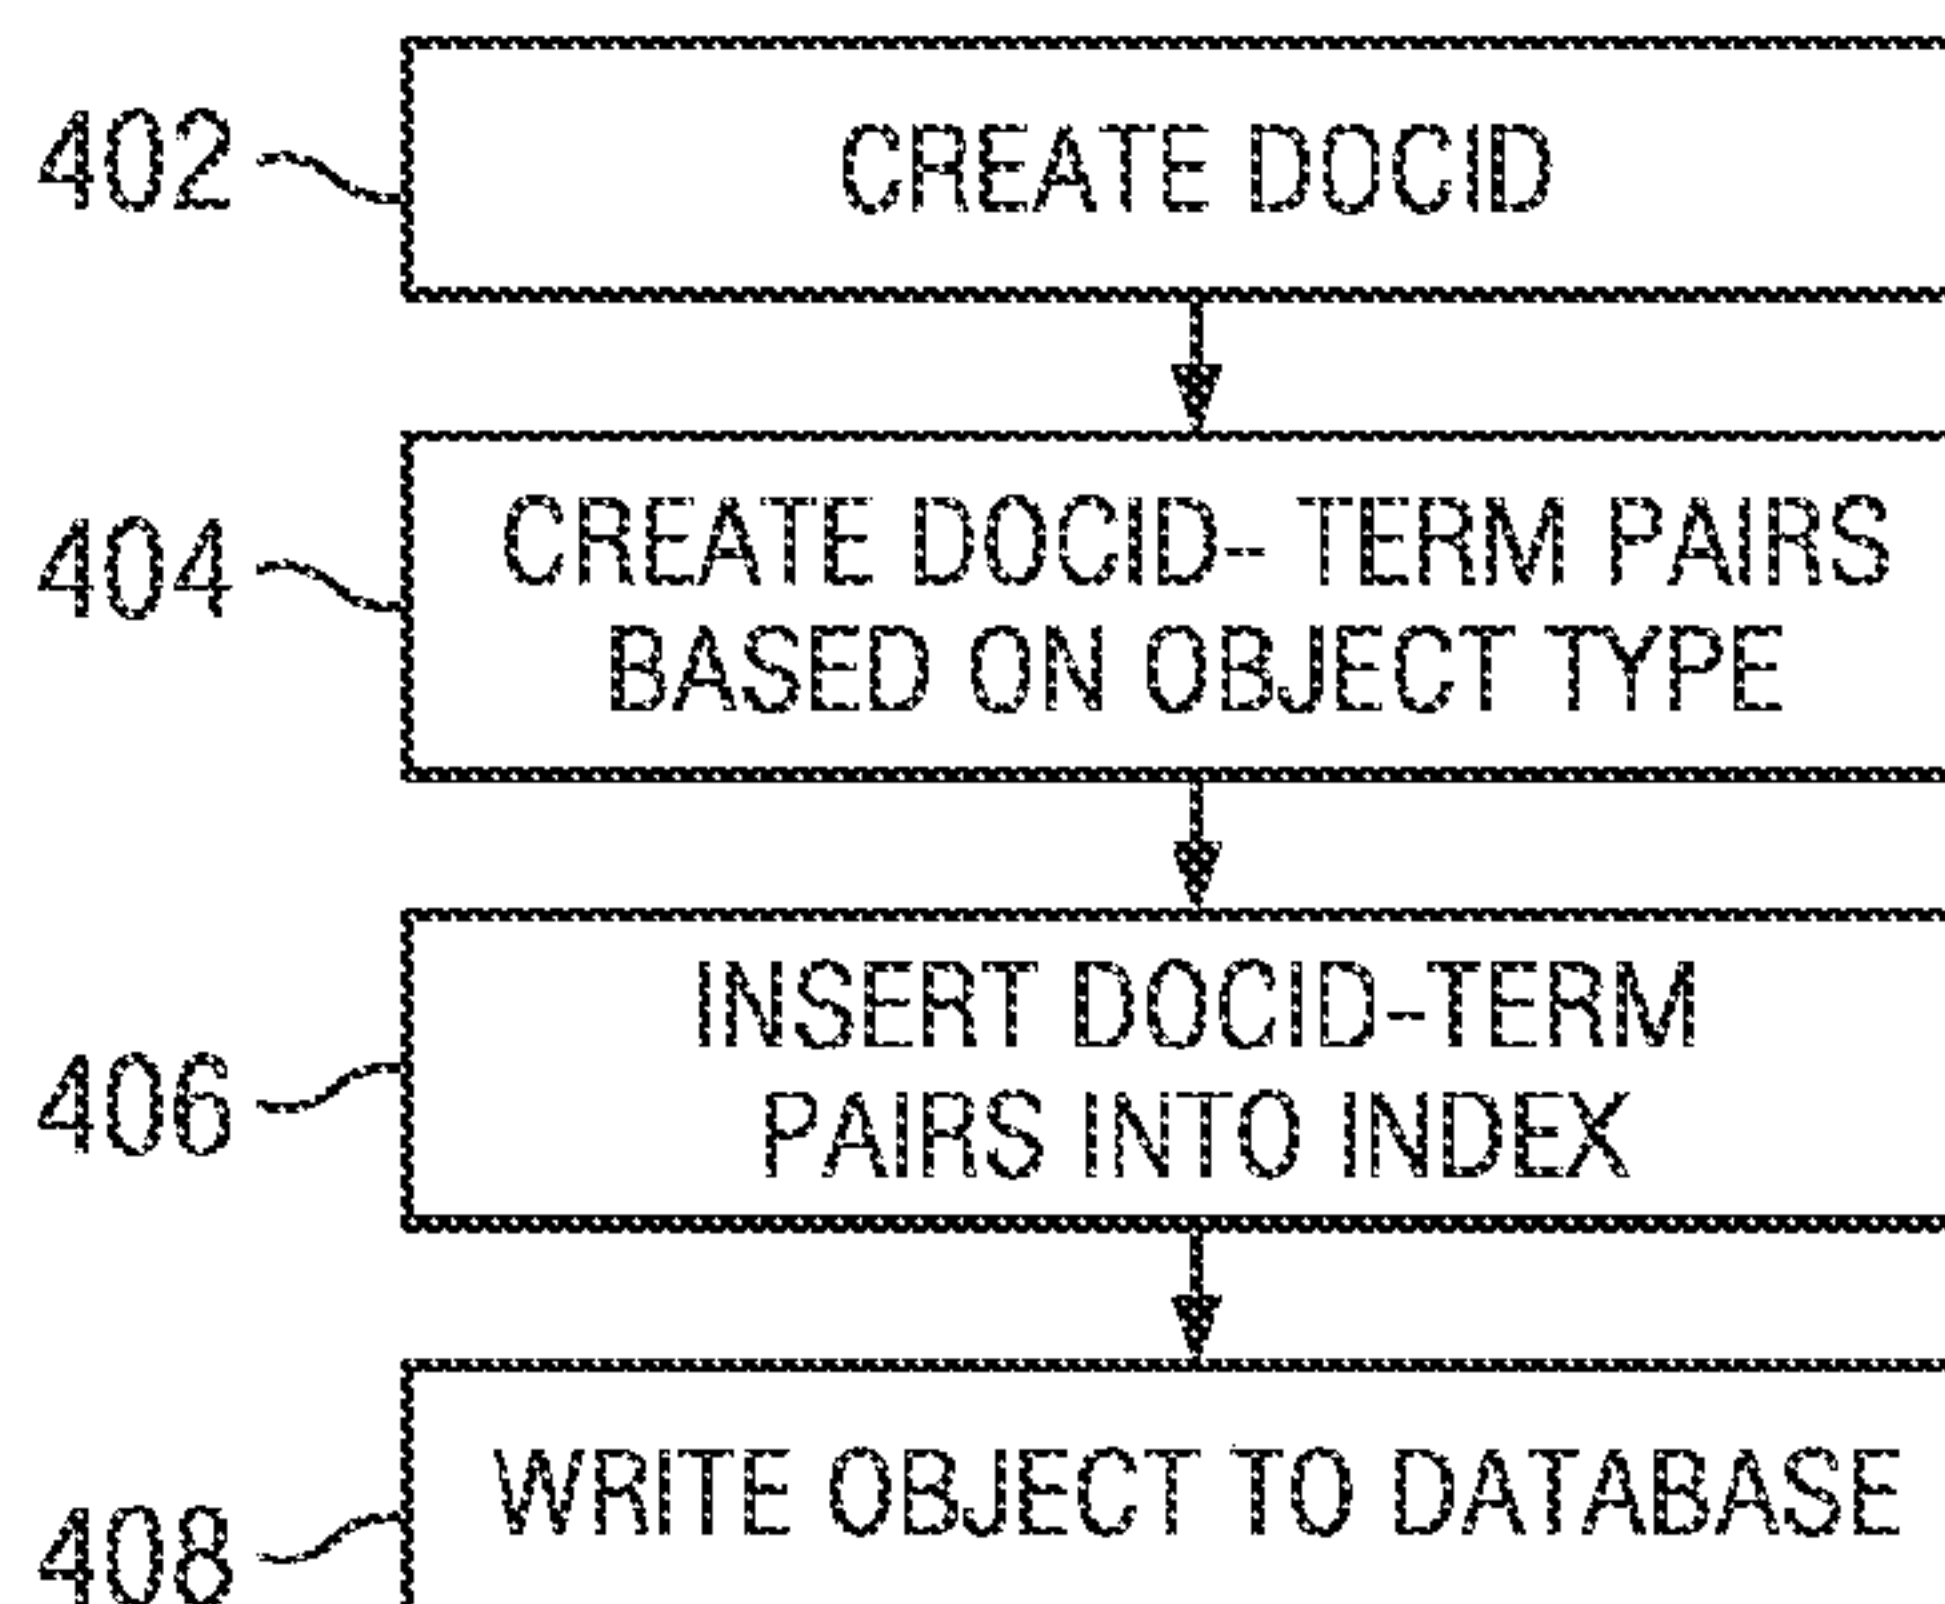 402
CREATE DOCID
404
CREATE DOCID-- TERM PAIRS
BASED ON OBJECT TYPE
406
INSERT DOCID-TERM
PAIRS INTO INDEX
408
WRITE OBJECT TO DATABASE